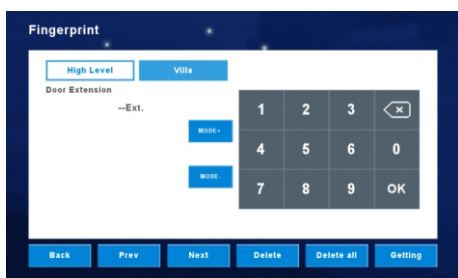 Fingerprint
High Level Villa
Door Extension
--Ext.
MODE+
MODE-
1 2 3
4 5 6 0
7 8 9 OK
Back Prev Next Delete Delete all Getting